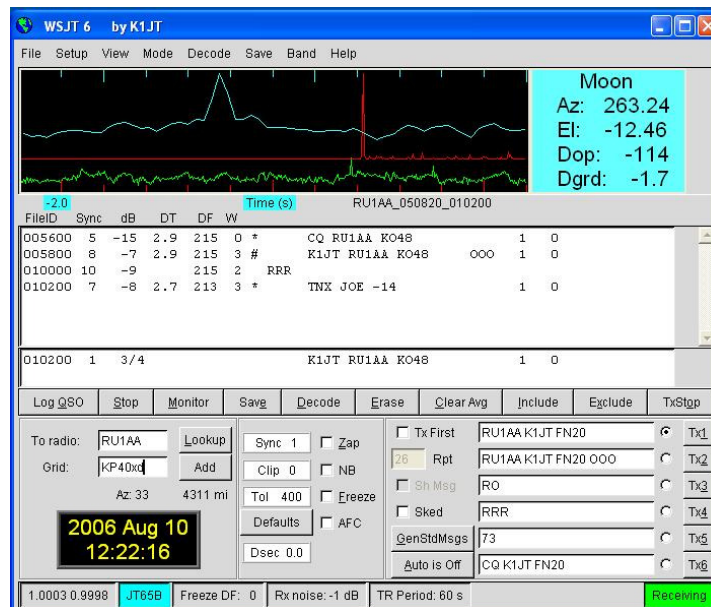 WSJT 6 by K1JT
File Setup View Mode Decode Save Band Help
Moon
Az: 263.24
El: -12.46
Dop: -114
Dgrd: -1.7
-2.0 Time (s) RU1AA_050820_010200
FileID Sync dB DT DF W
005600 5 -15 2.9 215 0 * CQ RU1AA KO48 1 0
005800 8 -7 2.9 215 3 # K1JT RU1AA KO48 OOO 1 0
010000 10 -9 215 2 RRR
010200 7 -8 2.7 213 3 * TNX JOE -14 1 0
010200 1 3/4 K1JT RU1AA KO48 1 0
Log QSO Stop Monitor Save Decode Erase Clear Avg Include Exclude TxStop
To radio: RU1AA Lookup
Grid: KP40xd Add
Az: 33 4311 mi
2006 Aug 10
12:22:16
Sync 1 Zap
Clip 0 NB
Tol 400 Freeze
Defaults AFC
Dsec 0.0
Tx First RU1AA K1JT FN20 Tx1
26 Rpt RU1AA K1JT FN20 OOO Tx2
Sh Msg RO Tx3
Sked RRR Tx4
GenStdMsgs 73 Tx5
Auto is Off CQ K1JT FN20 Tx6
1.0003 0.9998 JT65B Freeze DF: 0 Rx noise: -1 dB TR Period: 60 s Receiving